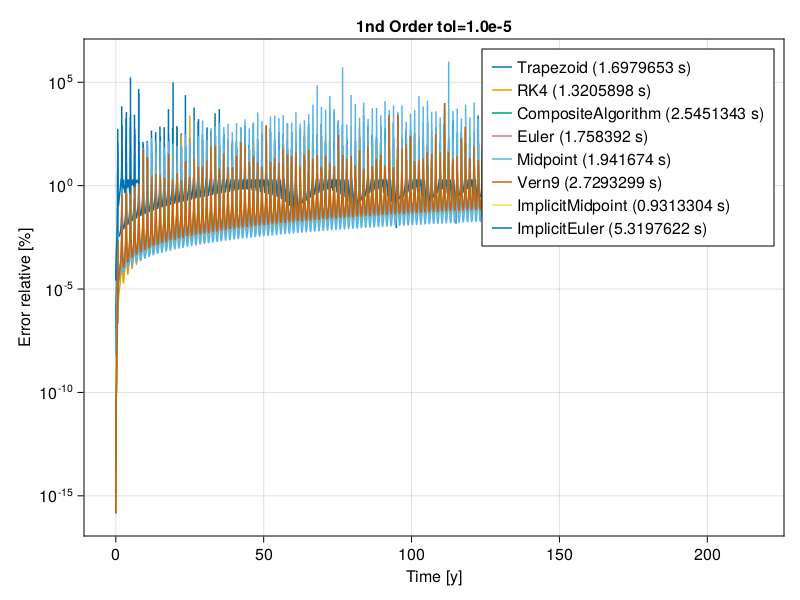 1nd Order tol=1.0e-5
Error relative [%]
10^5
10^0
10^-5
10^-10
10^-15
Trapezoid (1.6979653 s)
RK4 (1.3205898 s)
CompositeAlgorithm (2.5451343 s)
Euler (1.758392 s)
Midpoint (1.941674 s)
Vern9 (2.7293299 s)
ImplicitMidpoint (0.9313304 s)
ImplicitEuler (5.3197622 s)
0 50 100 150 200
Time [y]